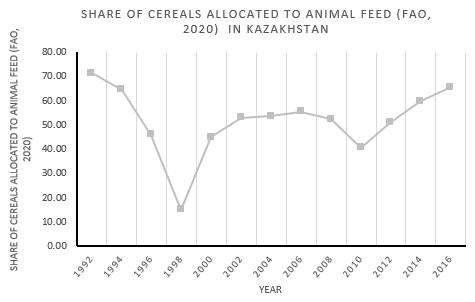 SHARE OF CEREALS ALLOCATED TO ANIMAL FEED (FAO,
2020) IN KAZAKHSTAN
SHARE OF CEREALS ALLOCATED TO ANIMAL FEED (FAO,
2020)
80.00
70.00
60.00
50.00
40.00
30.00
20.00
10.00
0.00
1992 1994 1996 1998 2000 2002 2004 2006 2008 2010 2012 2014 2016
YEAR